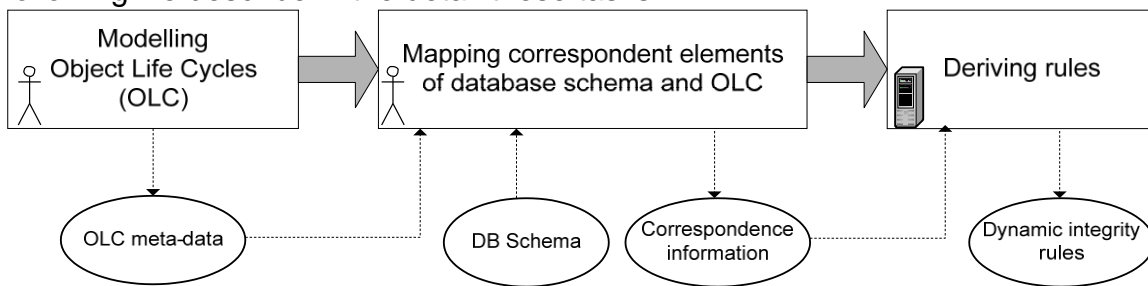 Modelling
Object Life Cycles
(OLC)
Mapping correspondent elements
of database schema and OLC
Deriving rules
OLC meta-data
DB Schema
Correspondence
information
Dynamic integrity
rules